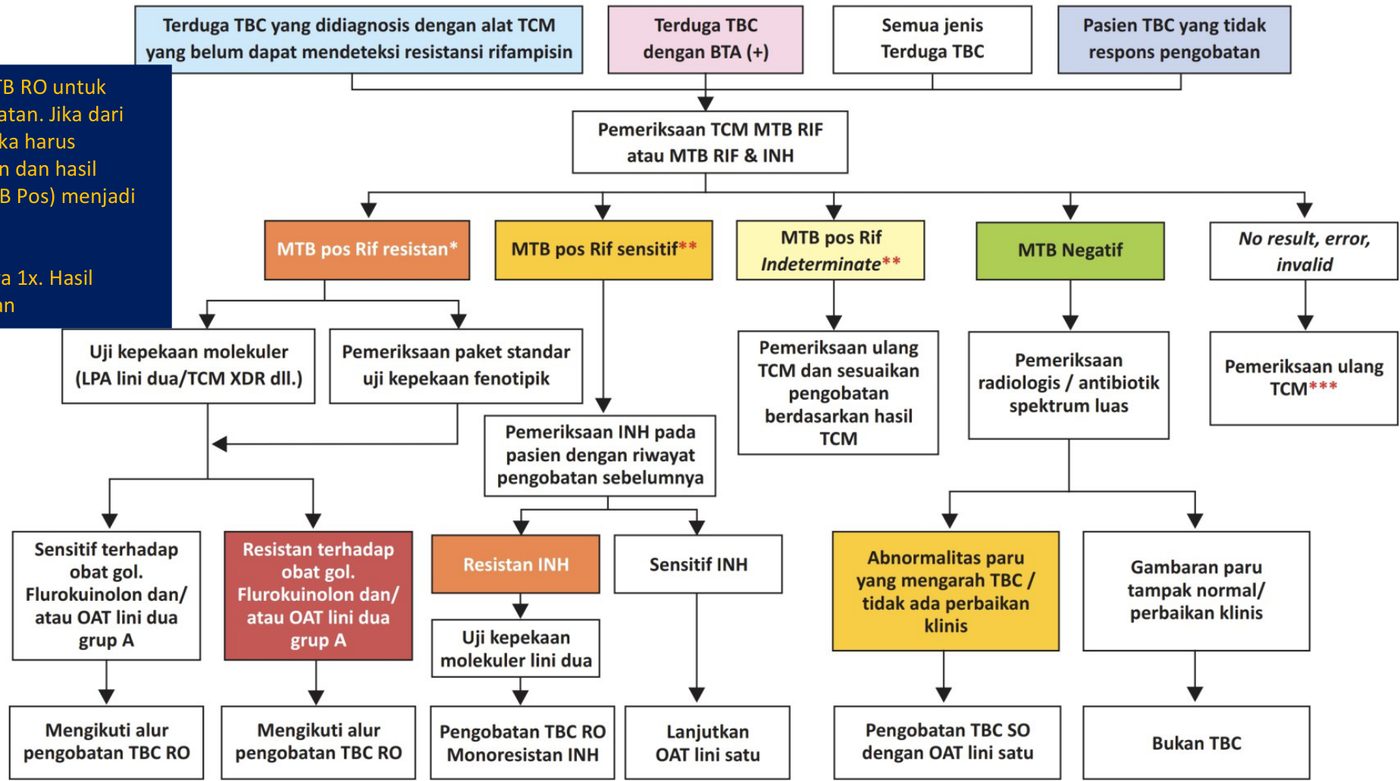 Terduga TBC yang didiagnosis dengan alat TCM
yang belum dapat mendeteksi resistansi rifampisin
Terduga TBC
dengan BTA (+)
Semua jenis
Terduga TBC
Pasien TBC yang tidak
respons pengobatan
TB RO untuk
atan. Jika dari
ka harus
n dan hasil
B Pos) menjadi
a 1x. Hasil
an
Pemeriksaan TCM MTB RIF
atau MTB RIF & INH
MTB pos Rif resistan*
MTB pos Rif sensitif**
MTB pos Rif
Indeterminate**
MTB Negatif
No result, error,
invalid
Uji kepekaan molekuler
(LPA lini dua/TCM XDR dll.)
Pemeriksaan paket standar
uji kepekaan fenotipik
Pemeriksaan INH pada
pasien dengan riwayat
pengobatan sebelumnya
Pemeriksaan ulang
TCM dan sesuaikan
pengobatan
berdasarkan hasil
TCM
Pemeriksaan
radiologis / antibiotik
spektrum luas
Pemeriksaan ulang
TCM***
Sensitif terhadap
obat gol.
Flurokuinolon dan/
atau OAT lini dua
grup A
Resistan terhadap
obat gol.
Flurokuinolon dan/
atau OAT lini dua
grup A
Resistan INH
Sensitif INH
Uji kepekaan
molekuler lini dua
Abnormalitas paru
yang mengarah TBC /
tidak ada perbaikan
klinis
Gambaran paru
tampak normal/
perbaikan klinis
Mengikuti alur
pengobatan TBC RO
Mengikuti alur
pengobatan TBC RO
Pengobatan TBC RO
Monoresistan INH
Lanjutkan
OAT lini satu
Pengobatan TBC SO
dengan OAT lini satu
Bukan TBC